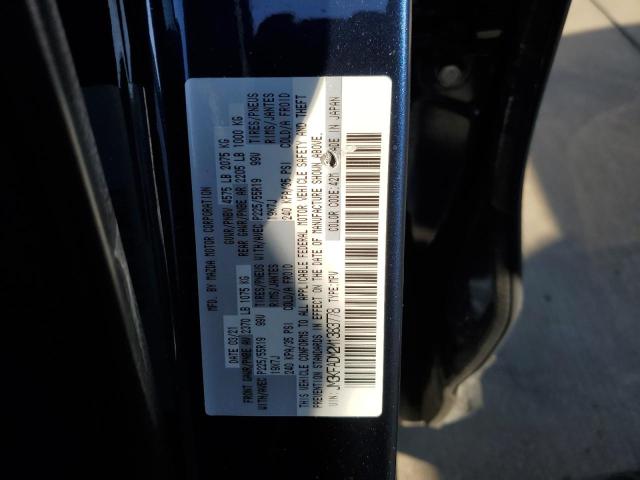 MFD. BY MAZDA MOTOR CORPORATION
03/21 GVWR/PNBV 4575 LB 2075 KG
FRONT GAWR/PNBE AV 2370 LB 1075 KG REAR GAWR/PNBE AR 2205 LB 1000 KG
WITH/AVEC P225/55R19 99V TIRES/PNEUS WITH/AVEC P225/55R19 99V TIRES/PNEUS
19X7J RIMS/JANTES 19X7J RIMS/JANTES
240 KPA/35 PSI COLD/A FROID 240 KPA/35 PSI COLD/A FROID
THIS VEHICLE CONFORMS TO ALL APPLICABLE FEDERAL MOTOR VEHICLE SAFETY AND THEFT
PREVENTION STANDARDS IN EFFECT ON THE DATE OF MANUFACTURE SHOWN ABOVE.
COLOR CODE: 42M MADE IN JAPAN
VIN: TYPE: MPV